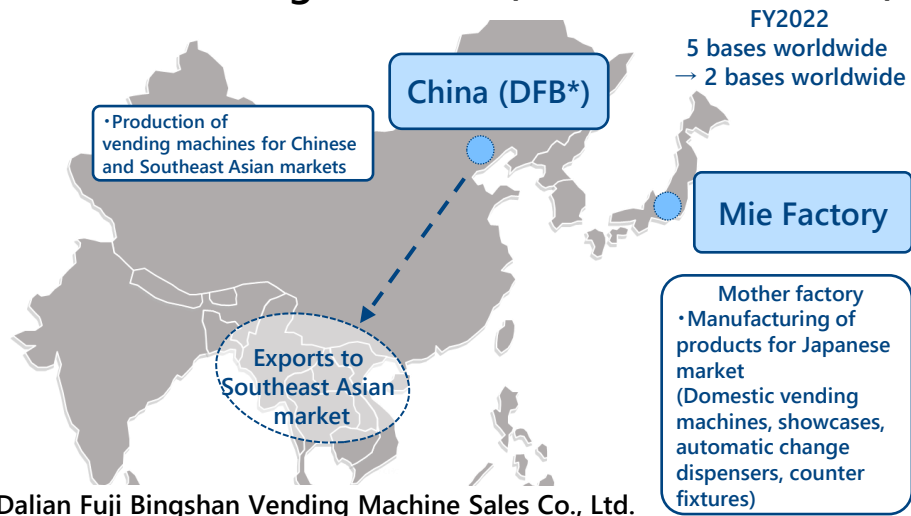 FY2022
5 bases worldwide
→ 2 bases worldwide
China (DFB*)
・Production of
vending machines for Chinese
and Southeast Asian markets
Mie Factory
Mother factory
・Manufacturing of
products for Japanese
market
(Domestic vending
machines, showcases,
automatic change
dispensers, counter
fixtures)
Exports to
Southeast Asian
market
Dalian Fuji Bingshan Vending Machine Sales Co., Ltd.